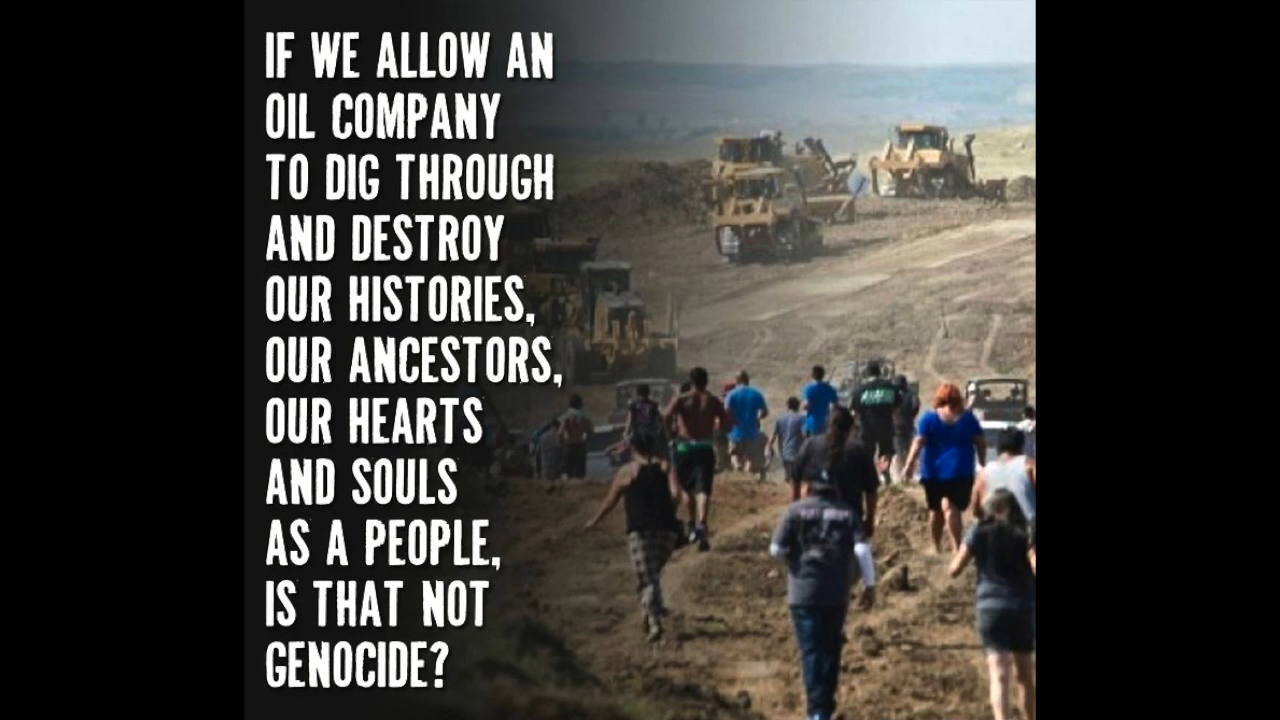 IF WE ALLOW AN
OIL COMPANY
TO DIG THROUGH
AND DESTROY
OUR HISTORIES,
OUR ANCESTORS,
OUR HEARTS
AND SOULS
AS A PEOPLE,
IS THAT NOT
GENOCIDE?